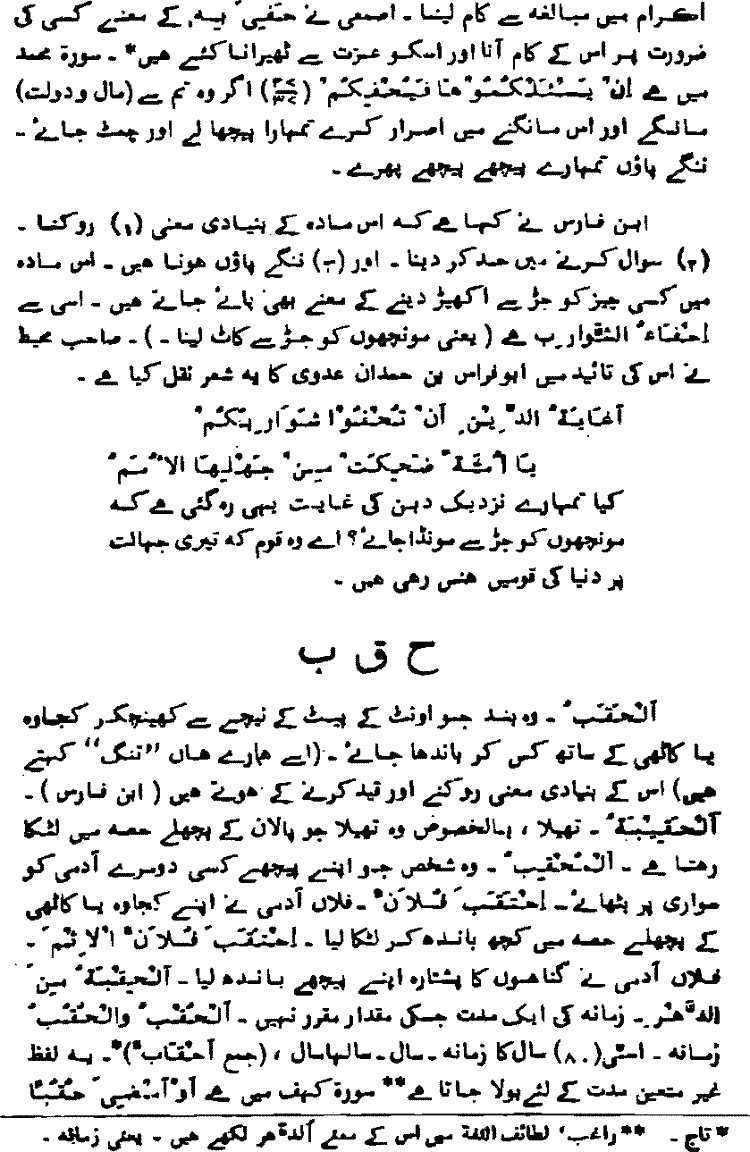 اکرام میں مبالغہ سے کام لینا ۔ اصمعی نے حَفِیَ بِہٖ کے معنے کسی کی
ضرورت پر اس کے کام آنا اور اسکو عزت سے ٹھیرانا کئے ہیں* ۔ سورۃ محمد
میں ہے اِنْ یَسْئَلْکُمُوْھَا فَیُحْفِکُمْ (۴۷/۳۷) اگر وہ تم سے (مال و دولت)
مانگے اور اس مانگنے میں اصرار کرے تمہارا پیچھا لے اور چمٹ جائے ۔
ننگے پاؤں تمہارے پیچھے پیچھے پھرے ۔
ابن فارس نے کہا ہے کہ اس مادہ کے بنیادی معنی (۱) روکنا ۔
(۲) سوال کرنے میں حد کر دینا ۔ اور (۳) ننگے پاؤں ہونا ہیں ۔ اس مادہ
میں کسی چیز کو جڑ سے اکھیڑ دینے کے معنے بھی پائے جاتے ہیں ۔ اسی سے
اِحْفَاءُ الشَّوَارِبِ ہے ( یعنی مونچھوں کو جڑ سے کاٹ لینا ۔) ۔ صاحب محیط
نے اس کی تائید میں ابو فراس بن حمدان عدوی کا یہ شعر نقل کیا ہے ۔
اَغَایَۃُ الدِّیْنِ اَنْ تُحْفُوْا شَوَارِبَکُمْ
یَا اُمَّۃً ضَحِکَتْ مِنْ جَہْلِہَا الْاُمَمُ
کیا تمہارے نزدیک دین کی غایت یہی رہ گئی ہے کہ
مونچھوں کو جڑ سے مونڈا جائے؟ اے وہ قوم کہ تیری جہالت
پر دنیا کی قومیں ہنس رھی ھیں ۔
ح ق ب
اَلْحَقَبُ ۔ وہ بند جو اونٹ کے پیٹ کے نیچے سے کھینچکر کجاوہ
یا کاٹھی کے ساتھ کس کر باندھا جائے ۔ (اسے ہمارے ھاں ”تنگ“ کہتے
ھیں) اس کے بنیادی معنی روکنے اور قید کرنے کے ھوتے ھیں ( ابن فارس ) ۔
اَلْحَقِیْبَۃُ ۔ تھیلا ، بالخصوص وہ تھیلا جو پالان کے پچھلے حصہ میں لٹکا
رھتا ہے ۔ اَلْمُحْقِبُ ۔ وہ شخص جو اپنے پیچھے کسی دوسرے آدمی کو
سواری پر بٹھائے ۔ اِحْتَقَبَ فُلَانٌ ۔ فلاں آدمی نے اپنے کجاوہ یا کاٹھی
کے پچھلے حصہ میں کچھ باندھ کر لٹکا لیا ۔ اِحْتَقَبَ فُلَانٌ الْاِثْمَ ۔
فلاں آدمی نے گناھوں کا پشتارہ اپنے پیچھے باندھ لیا ۔ اَلْحِقْبَۃُ مِنَ
الدَّھْرِ ۔ زمانہ کی ایک مدت جسکی مقدار مقرر نہیں ۔ اَلْحُقْبُ وَالْحُقُبُ
زمانہ ۔ اسّی (۸۰) سال کا زمانہ ۔ سال ۔ سالہاسال ، (جمع اَحْقَاب*)* ۔ یہ لفظ
غیر متعین مدت کے لئے بولا جاتا ہے** سورۃ کہف میں ہے اَوْ اَمْضِیَ حُقُبًا
*تاج ۔ **راغب، لطائف اللغۃ میں اس کے معنے اَلدَّھر لکھے ھیں ۔ یعنی زمانہ ۔